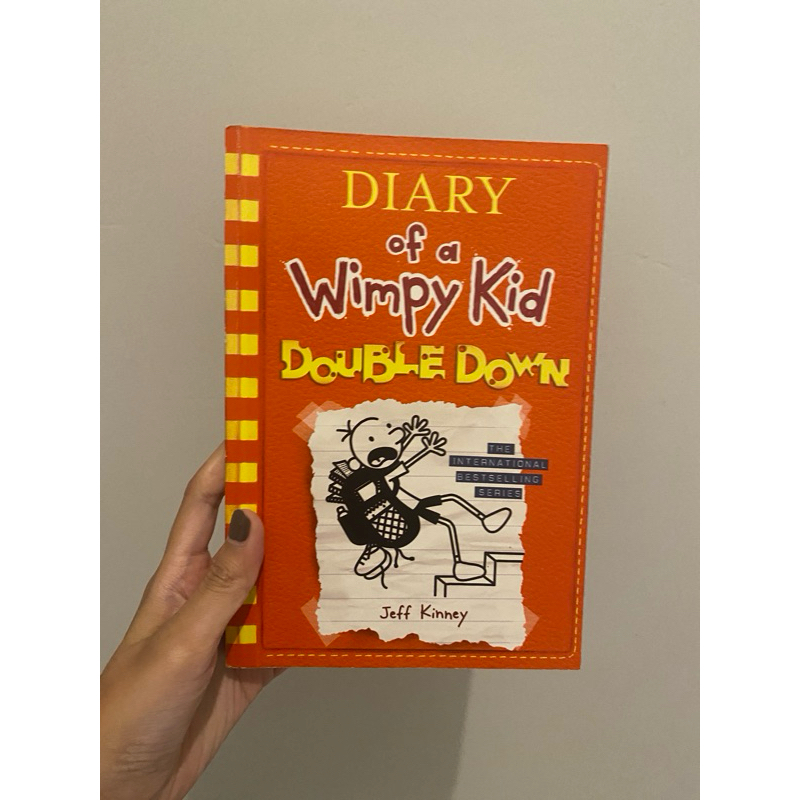 DIARY
of a
Wimpy Kid
DOUBLE DOWN
THE
INTERNATIONAL
BESTSELLING
SERIES
Jeff Kinney